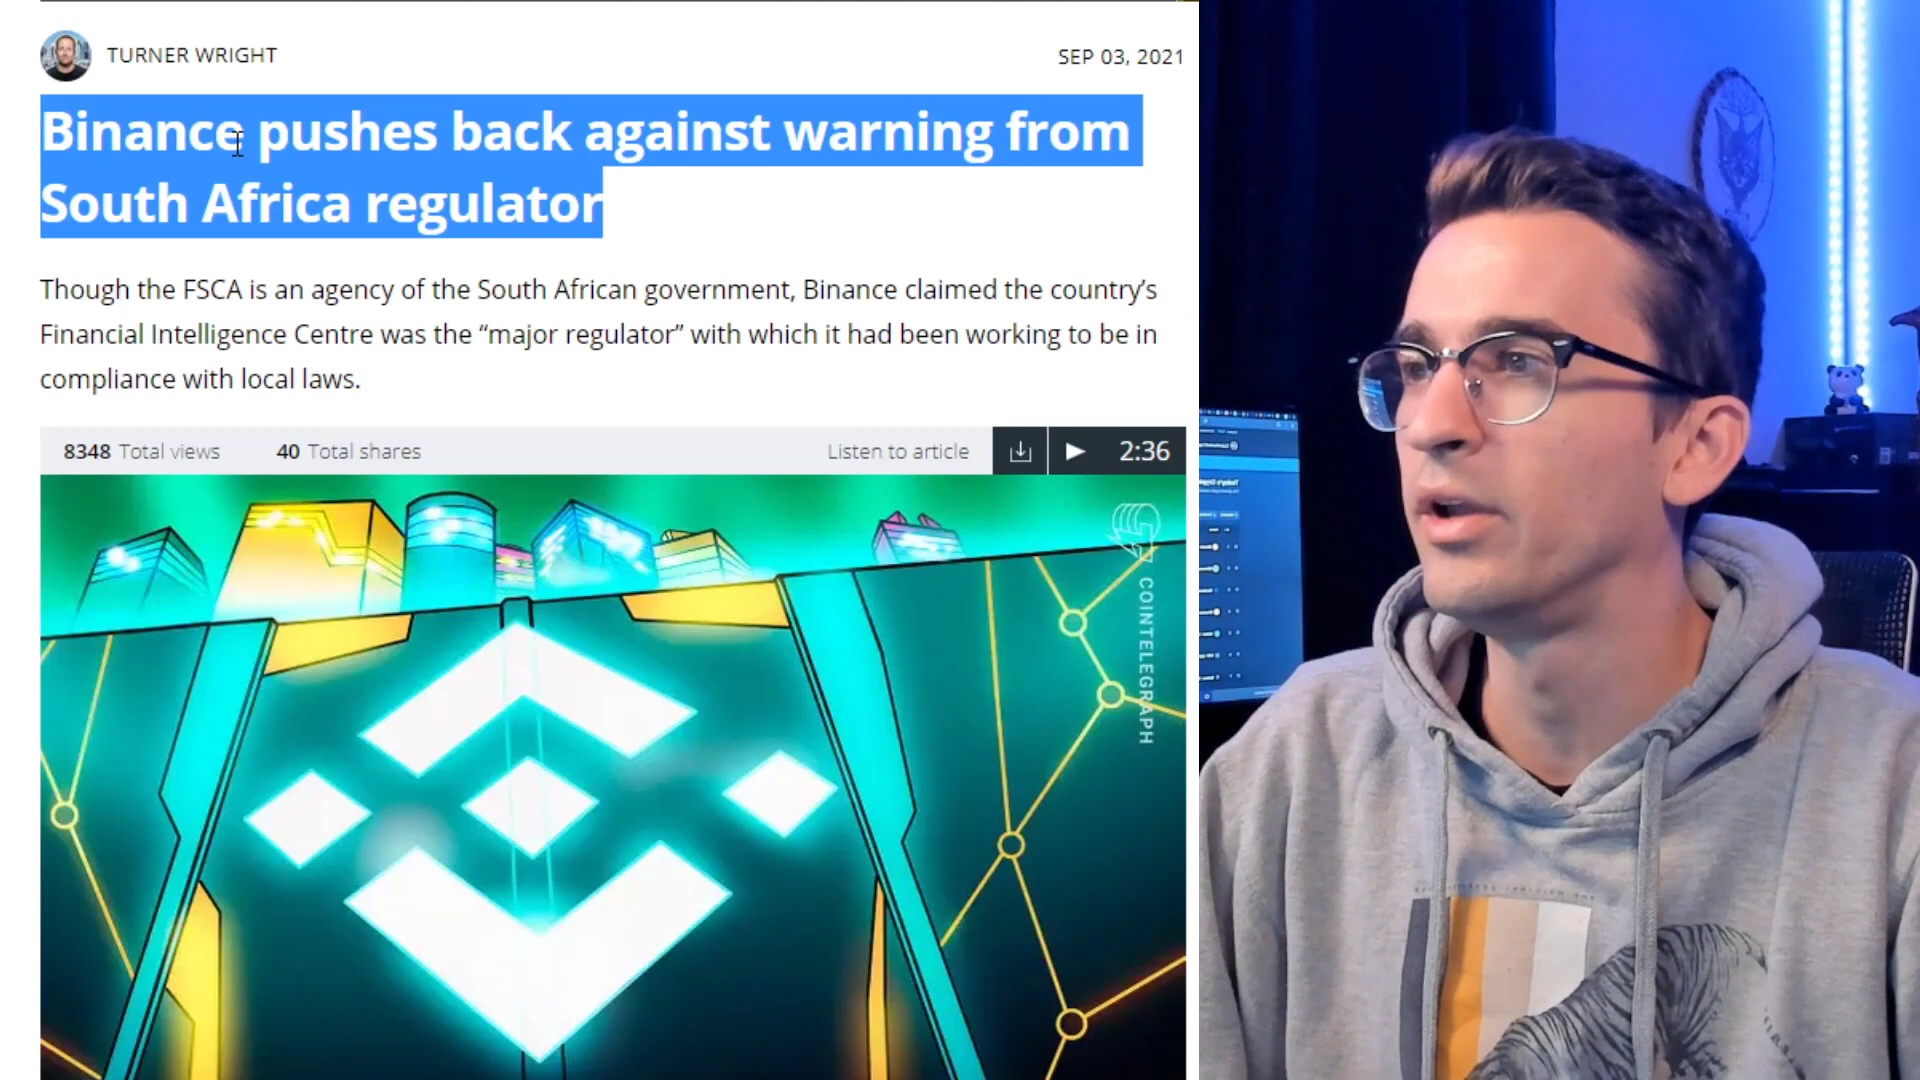 TURNER WRIGHT
SEP 03, 2021
Binance pushes back against warning from
South Africa regulator
Though the FSCA is an agency of the South African government, Binance claimed the country’s
Financial Intelligence Centre was the “major regulator” with which it had been working to be in
compliance with local laws.
8348 Total views
40 Total shares
Listen to article
2:36
COINTELEGRAPH